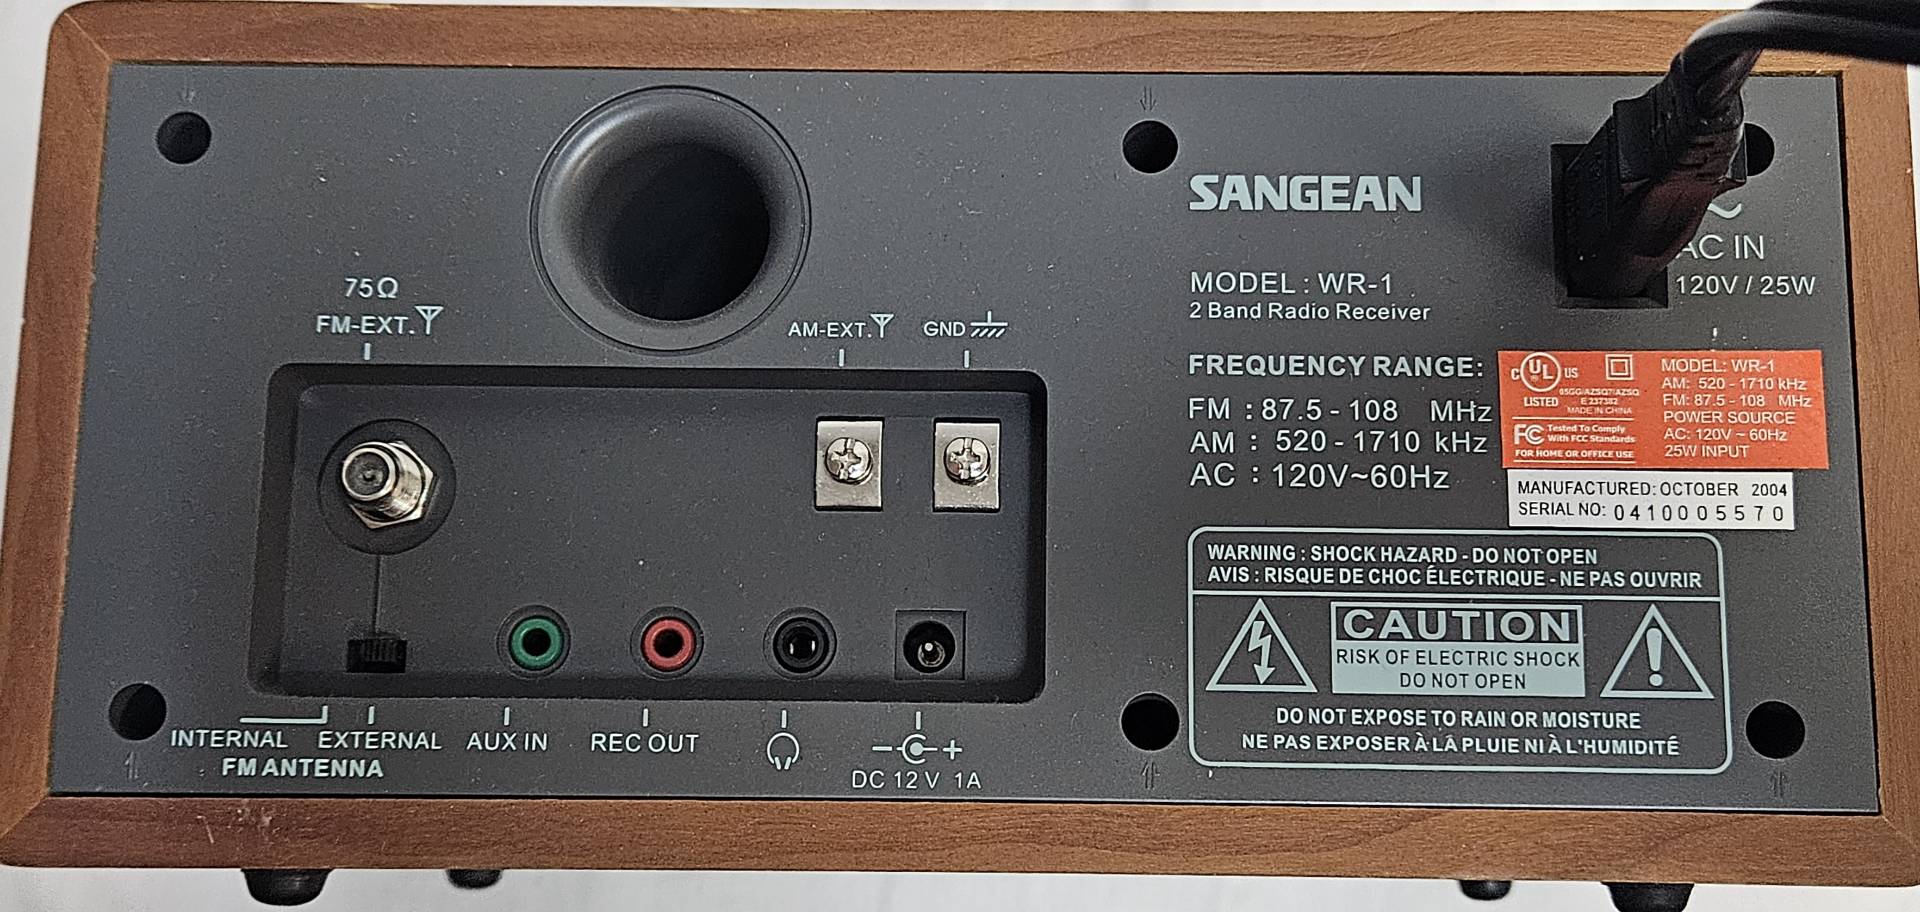 75Ω
FM-EXT.
AM-EXT.
GND
INTERNAL EXTERNAL
FM ANTENNA
AUX IN
REC OUT
DC 12 V 1A
SANGEAN
MODEL : WR-1
2 Band Radio Receiver
FREQUENCY RANGE:
FM : 87.5 - 108 MHz
AM : 520 - 1710 kHz
AC : 120V~60Hz
AC IN
120V / 25W
C UL US
LISTED
E 237382
MADE IN CHINA
FC Tested To Comply
With FCC Standards
FOR HOME OR OFFICE USE
MODEL: WR-1
AM: 520 - 1710 kHz
FM: 87.5 - 108 MHz
POWER SOURCE
AC: 120V ~ 60Hz
25W INPUT
MANUFACTURED: OCTOBER 2004
SERIAL NO: 0410005570
WARNING : SHOCK HAZARD - DO NOT OPEN
AVIS : RISQUE DE CHOC ÉLECTRIQUE - NE PAS OUVRIR
CAUTION
RISK OF ELECTRIC SHOCK
DO NOT OPEN
DO NOT EXPOSE TO RAIN OR MOISTURE
NE PAS EXPOSER À LA PLUIE NI À L'HUMIDITÉ